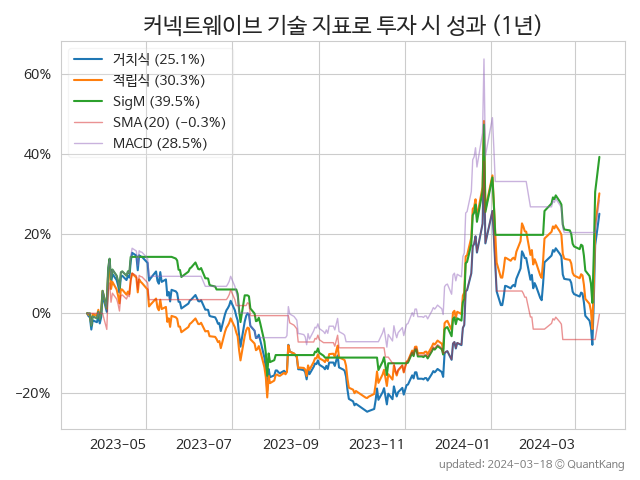 커넥트웨이브 기술 지표로 투자 시 성과 (1년)
거치식 (25.1%)
적립식 (30.3%)
SigM (39.5%)
SMA(20) (−0.3%)
MACD (28.5%)
60%
40%
20%
0%
−20%
2023-05 2023-07 2023-09 2023-11 2024-01 2024-03
updated: 2024-03-18 © QuantKang